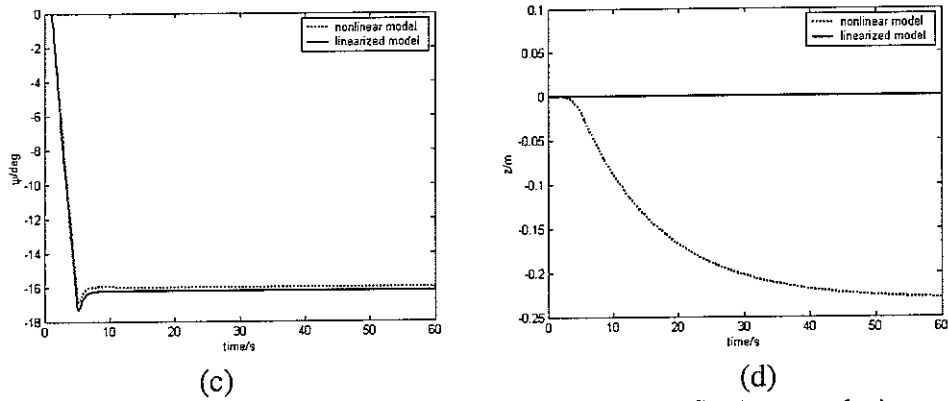 0
-2
-4
-6
-8
-10
-12
-14
-16
-18
ψ/deg
nonlinear model
linearized model
0 10 20 30 40 50 60
time/s
(c)
0.1
0.05
0
-0.05
-0.1
-0.15
-0.2
-0.25
z/m
nonlinear model
linearized model
0 10 20 30 40 50 60
time/s
(d)